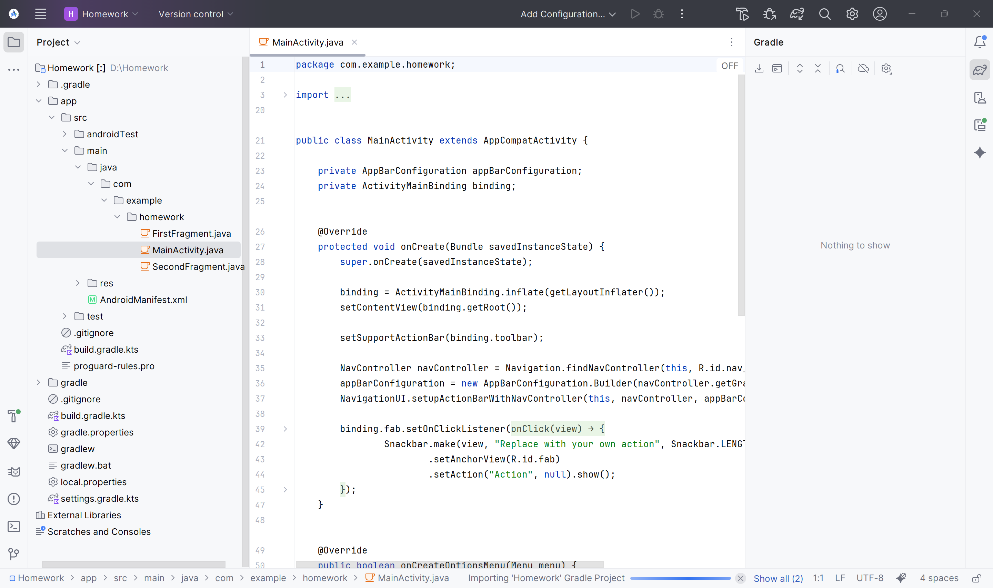 H Homework
Version control
Add Configuration...
Project
MainActivity.java
Gradle
Homework [:] D:\Homework
.gradle
app
src
androidTest
main
java
com
example
homework
FirstFragment.java
MainActivity.java
SecondFragment.java
res
M AndroidManifest.xml
test
.gitignore
build.gradle.kts
proguard-rules.pro
gradle
.gitignore
build.gradle.kts
gradle.properties
gradlew
gradlew.bat
local.properties
settings.gradle.kts
External Libraries
Scratches and Consoles
OFF
1 package com.example.homework;
2
3 import ...
20
21 public class MainActivity extends AppCompatActivity {
22
23 private AppBarConfiguration appBarConfiguration;
24 private ActivityMainBinding binding;
25
26 @Override
27 protected void onCreate(Bundle savedInstanceState) {
28 super.onCreate(savedInstanceState);
29
30 binding = ActivityMainBinding.inflate(getLayoutInflater());
31 setContentView(binding.getRoot());
32
33 setSupportActionBar(binding.toolbar);
34
35 NavController navController = Navigation.findNavController(this, R.id.nav
36 appBarConfiguration = new AppBarConfiguration.Builder(navController.getGra
37 NavigationUI.setupActionBarWithNavController(this, navController, appBarCo
38
39 binding.fab.setOnClickListener(onClick(view) → {
42 Snackbar.make(view, "Replace with your own action", Snackbar.LENGT
43 .setAnchorView(R.id.fab)
44 .setAction("Action", null).show();
45 });
47 }
48
49 @Override
50 public boolean onCreateOptionsMenu(Menu menu) {
Nothing to show
Homework > app > src > main > java > com > example > homework > MainActivity.java
Importing 'Homework' Gradle Project
Show all (2)
1:1
LF
UTF-8
4 spaces